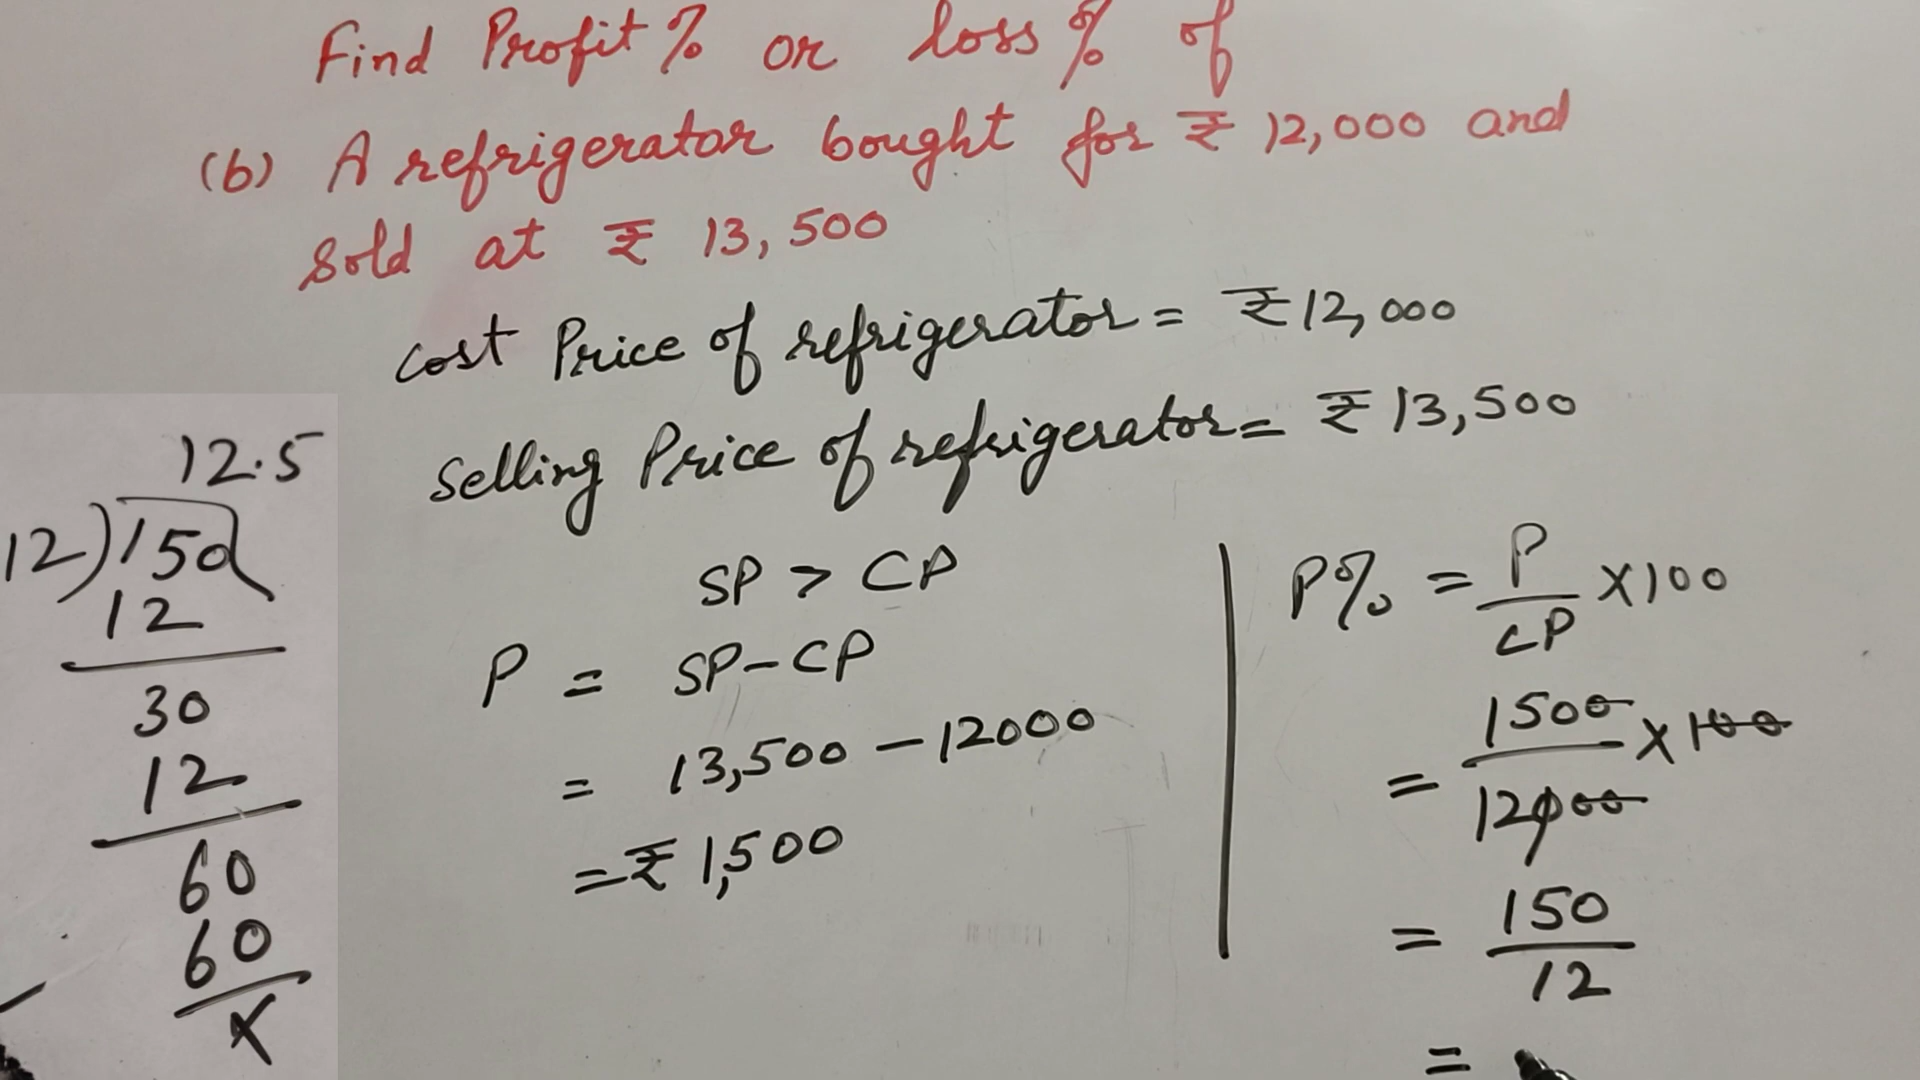 Find Profit % or loss % of
(b) A refrigerator bought for ₹ 12,000 and
sold at ₹ 13,500
Cost Price of refrigerator = ₹ 12,000
Selling Price of refrigerator = ₹ 13,500
SP > CP
P = SP - CP
= 13,500 - 12000
= ₹ 1,500
P% = P/CP × 100
= 1500/12000 × 100
= 150/12
=
12.5
12)150
12
30
12
60
60
×